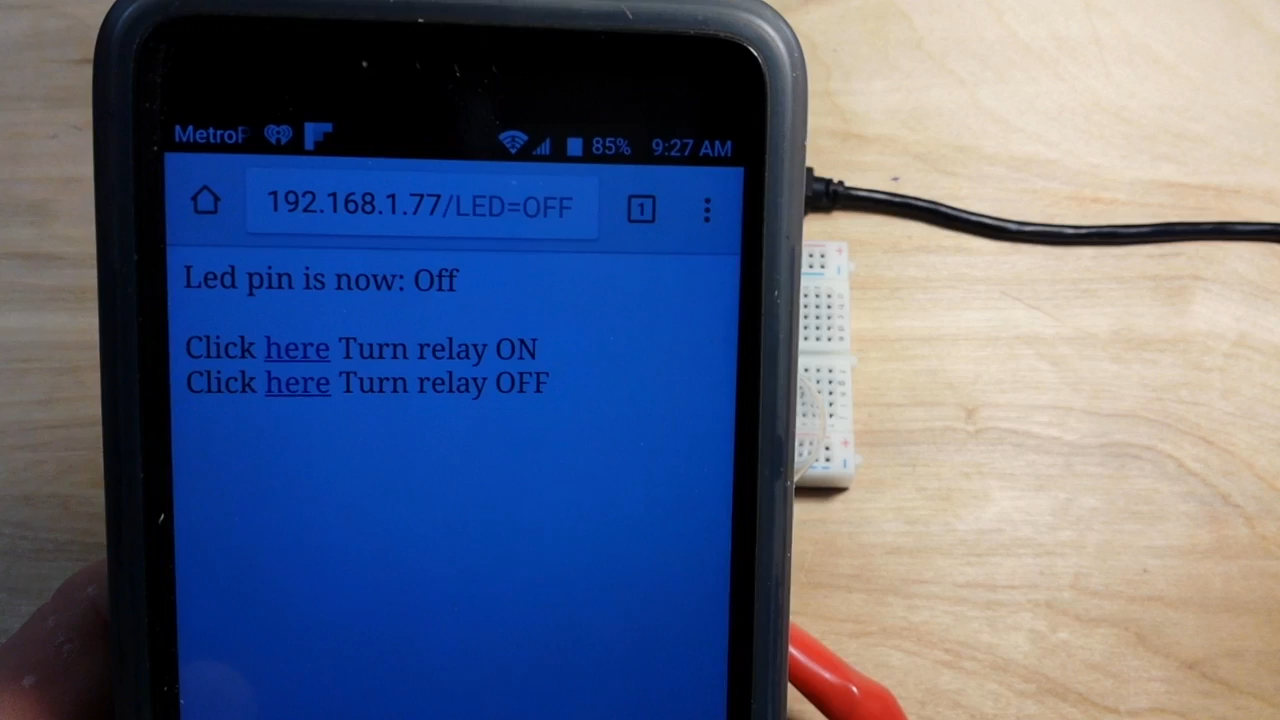 MetroP
85% 9:27 AM
192.168.1.77/LED=OFF
1
Led pin is now: Off
Click here Turn relay ON
Click here Turn relay OFF